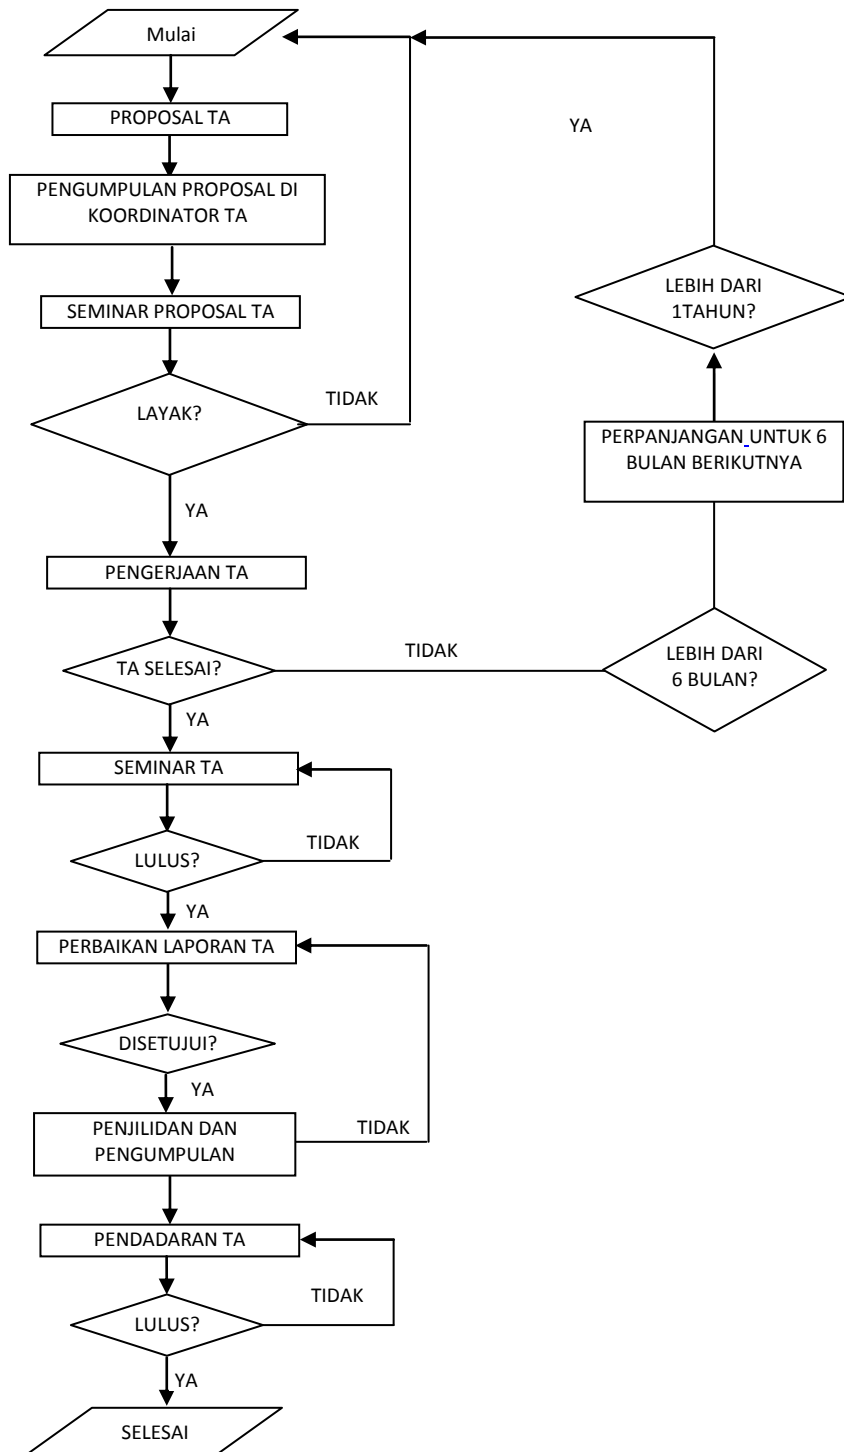 Mulai
PROPOSAL TA
YA
PENGUMPULAN PROPOSAL DI
KOORDINATOR TA
SEMINAR PROPOSAL TA
LEBIH DARI
1TAHUN?
LAYAK?
TIDAK
PERPANJANGAN UNTUK 6
BULAN BERIKUTNYA
YA
PENGERJAAN TA
TA SELESAI?
TIDAK
LEBIH DARI
6 BULAN?
YA
SEMINAR TA
LULUS?
TIDAK
YA
PERBAIKAN LAPORAN TA
DISETUJUI?
YA
PENJILIDAN DAN
PENGUMPULAN
TIDAK
PENDADARAN TA
TIDAK
LULUS?
YA
SELESAI